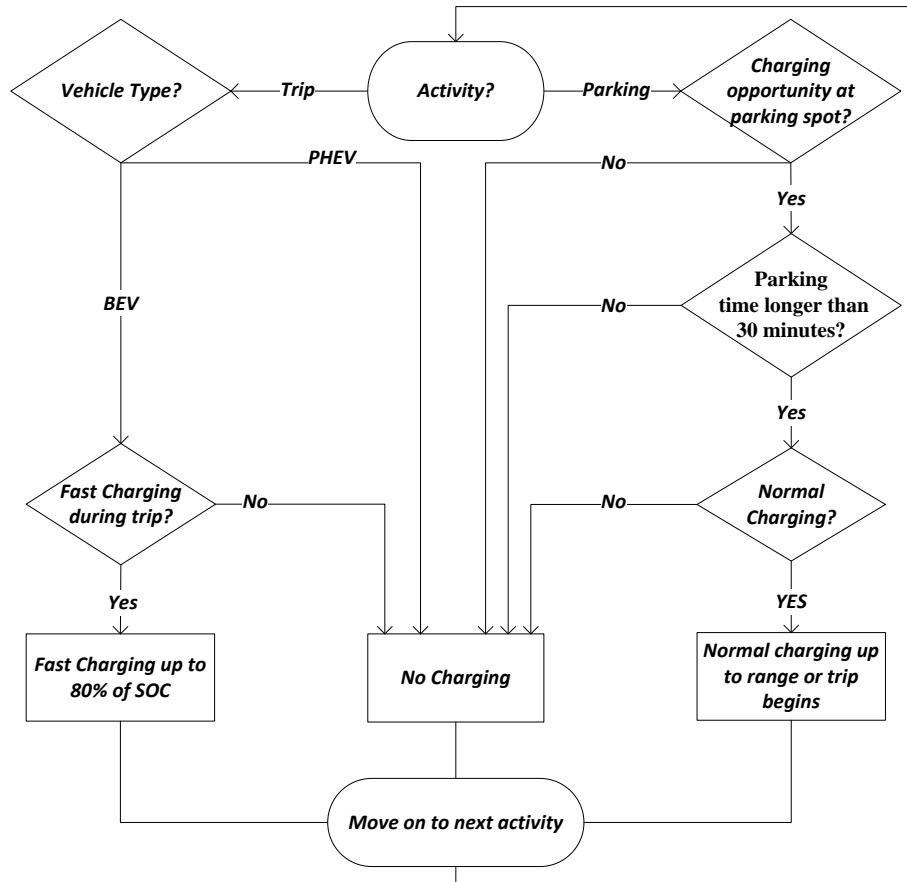 Vehicle Type?
Trip
Activity?
Parking
Charging
opportunity at
parking spot?
PHEV
No
Yes
BEV
No
Parking
time longer than
30 minutes?
Yes
Fast Charging
during trip?
No
No
Normal
Charging?
Yes
YES
Fast Charging up to
80% of SOC
No Charging
Normal charging up
to range or trip
begins
Move on to next activity